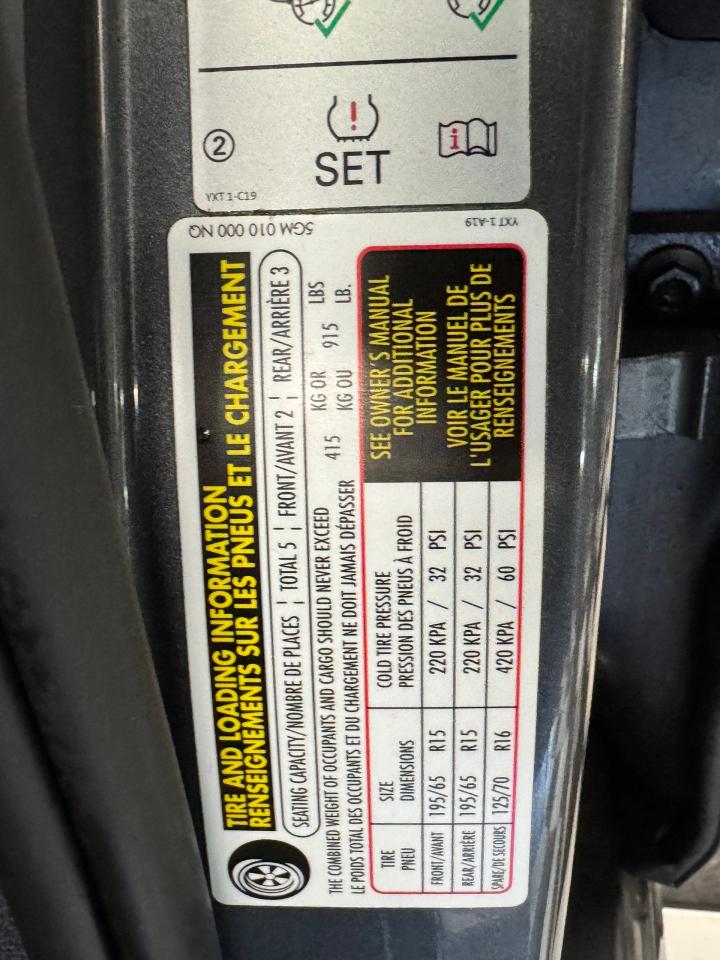 2
SET
YXT 1-C19
5GM 010 000 NQ
YXT 1-A19
TIRE AND LOADING INFORMATION
RENSEIGNEMENTS SUR LES PNEUS ET LE CHARGEMENT
SEATING CAPACITY/NOMBRE DE PLACES ¦ TOTAL 5 ¦ FRONT/AVANT 2 ¦ REAR/ARRIÈRE 3
THE COMBINED WEIGHT OF OCCUPANTS AND CARGO SHOULD NEVER EXCEED 415 KG OR 915 LBS
LE POIDS TOTAL DES OCCUPANTS ET DU CHARGEMENT NE DOIT JAMAIS DÉPASSER KG OU LB.
TIRE SIZE COLD TIRE PRESSURE
PNEU DIMENSIONS PRESSION DES PNEUS À FROID
FRONT/AVANT 195/65 R15 220 KPA / 32 PSI
REAR/ARRIÈRE 195/65 R15 220 KPA / 32 PSI
SPARE/DE SECOURS 125/70 R16 420 KPA / 60 PSI
SEE OWNER'S MANUAL
FOR ADDITIONAL
INFORMATION
VOIR LE MANUEL DE
L'USAGER POUR PLUS DE
RENSEIGNEMENTS